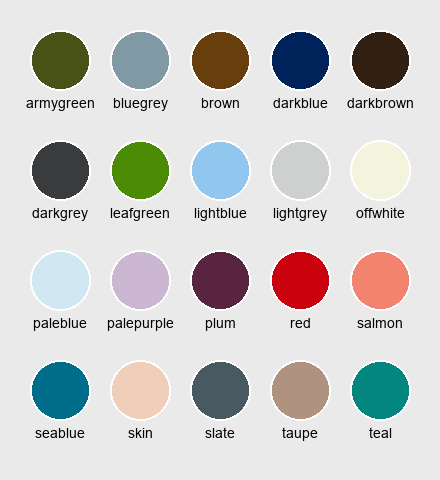 armygreen bluegrey brown darkblue darkbrown
darkgrey leafgreen lightblue lightgrey offwhite
paleblue palepurple plum red salmon
seablue skin slate taupe teal